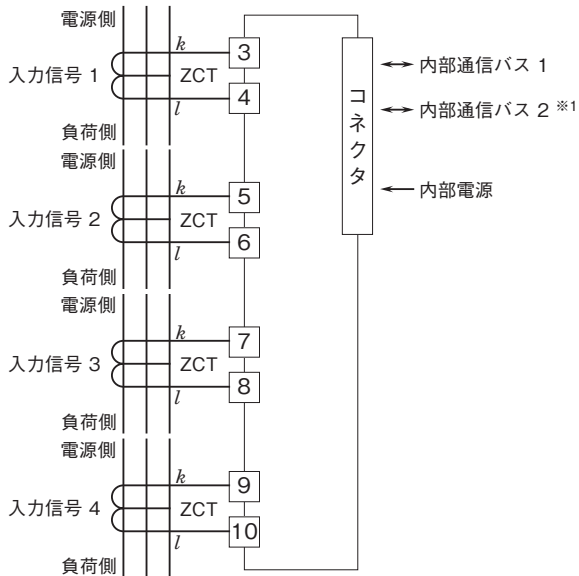 電源側
k
3
入力信号 1
ZCT
4
l
負荷側
電源側
k
5
入力信号 2
ZCT
6
l
負荷側
電源側
k
7
入力信号 3
ZCT
8
l
負荷側
電源側
k
9
入力信号 4
ZCT
10
l
負荷側
コネクタ
内部通信バス 1
内部通信バス 2 ※1
内部電源